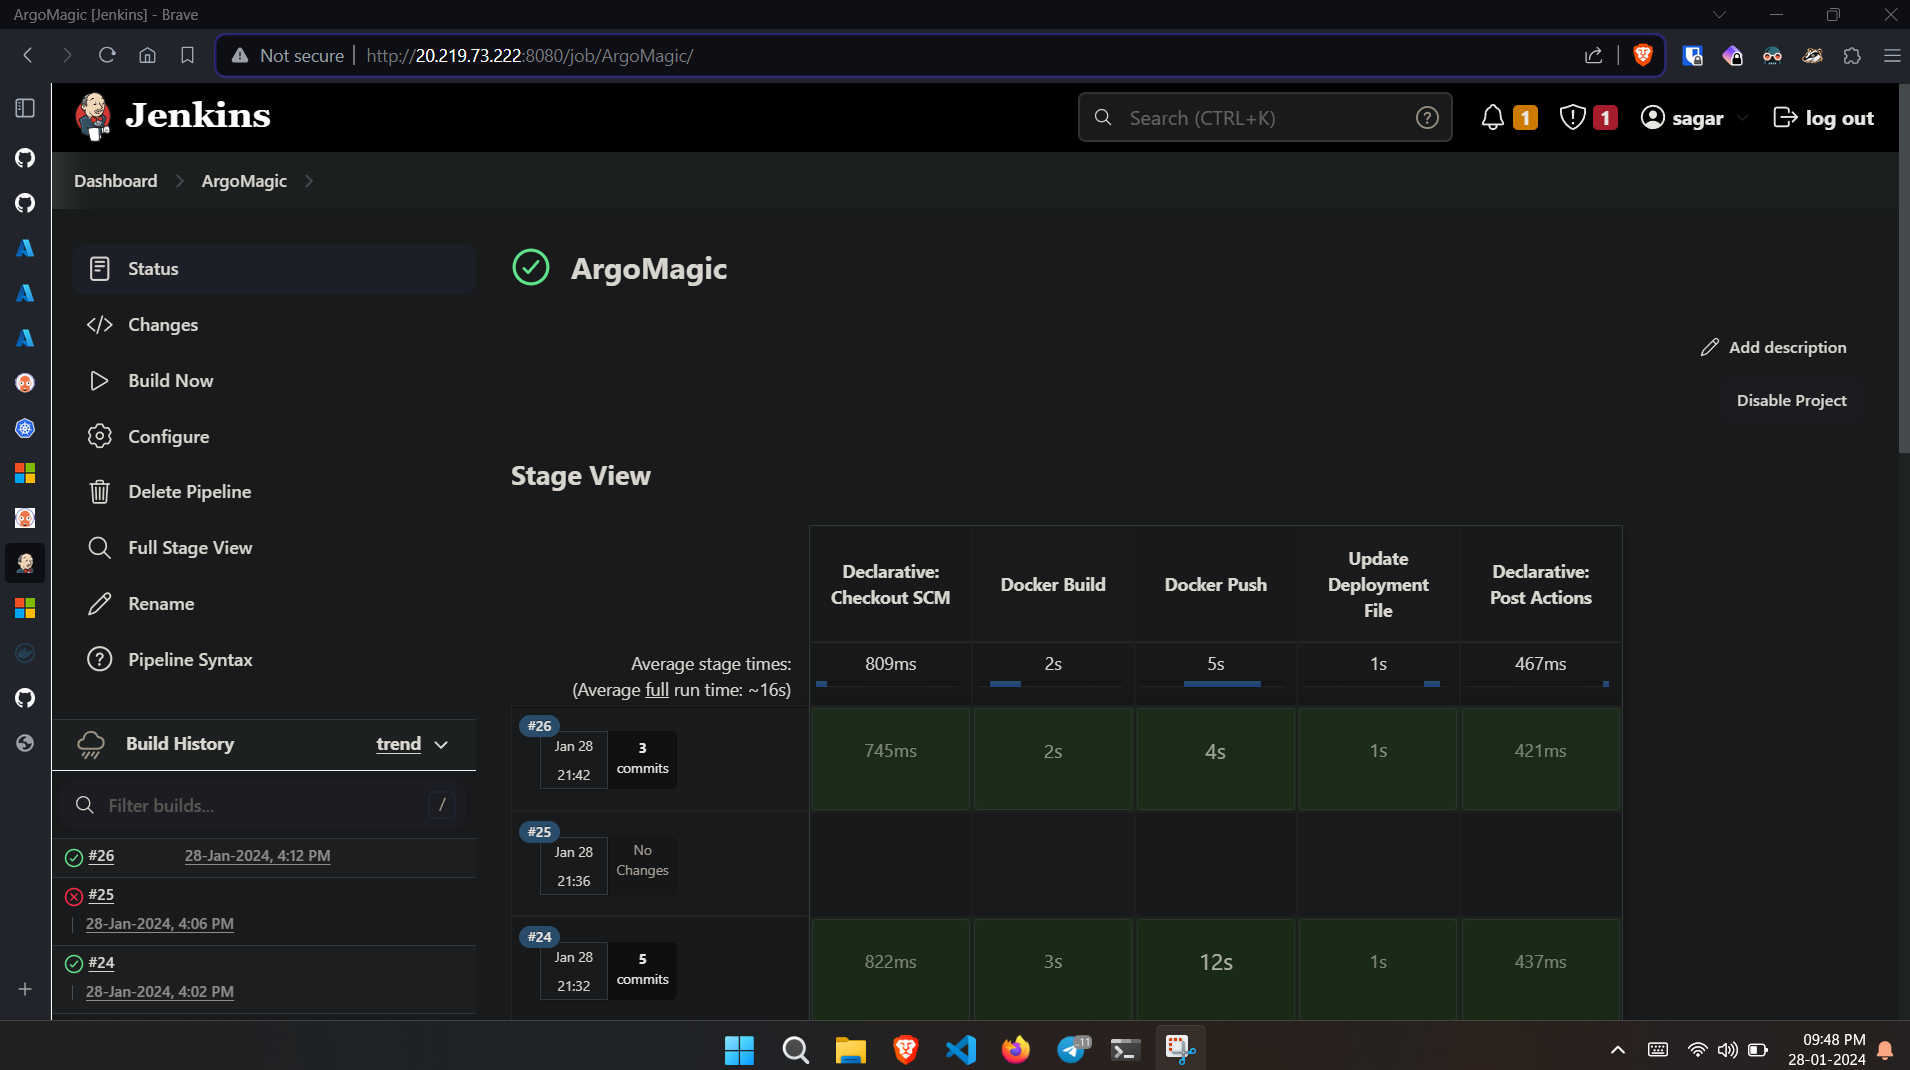 ArgoMagic [Jenkins] - Brave
Not secure | http://20.219.73.222:8080/job/ArgoMagic/
Jenkins
Search (CTRL+K)
1
1
sagar
log out
Dashboard
ArgoMagic
Status
Changes
Build Now
Configure
Delete Pipeline
Full Stage View
Rename
Pipeline Syntax
Build History
trend
Filter builds...
/
#26
28-Jan-2024, 4:12 PM
#25
28-Jan-2024, 4:06 PM
#24
28-Jan-2024, 4:02 PM
ArgoMagic
Add description
Disable Project
Stage View
Declarative:
Checkout SCM
Docker Build
Docker Push
Update
Deployment
File
Declarative:
Post Actions
Average stage times:
(Average full run time: ~16s)
809ms
2s
5s
1s
467ms
#26
Jan 28
21:42
3
commits
745ms
2s
4s
1s
421ms
#25
Jan 28
21:36
No
Changes
#24
Jan 28
21:32
5
commits
822ms
3s
12s
1s
437ms
11
09:48 PM
28-01-2024